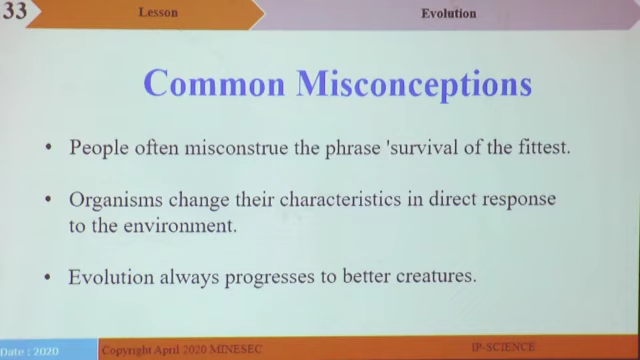 33
Lesson
Evolution
Common Misconceptions
• People often misconstrue the phrase 'survival of the fittest.
• Organisms change their characteristics in direct response
to the environment.
• Evolution always progresses to better creatures.
Date : 2020
Copyright April 2020 MINESEC
IP-SCIENCE